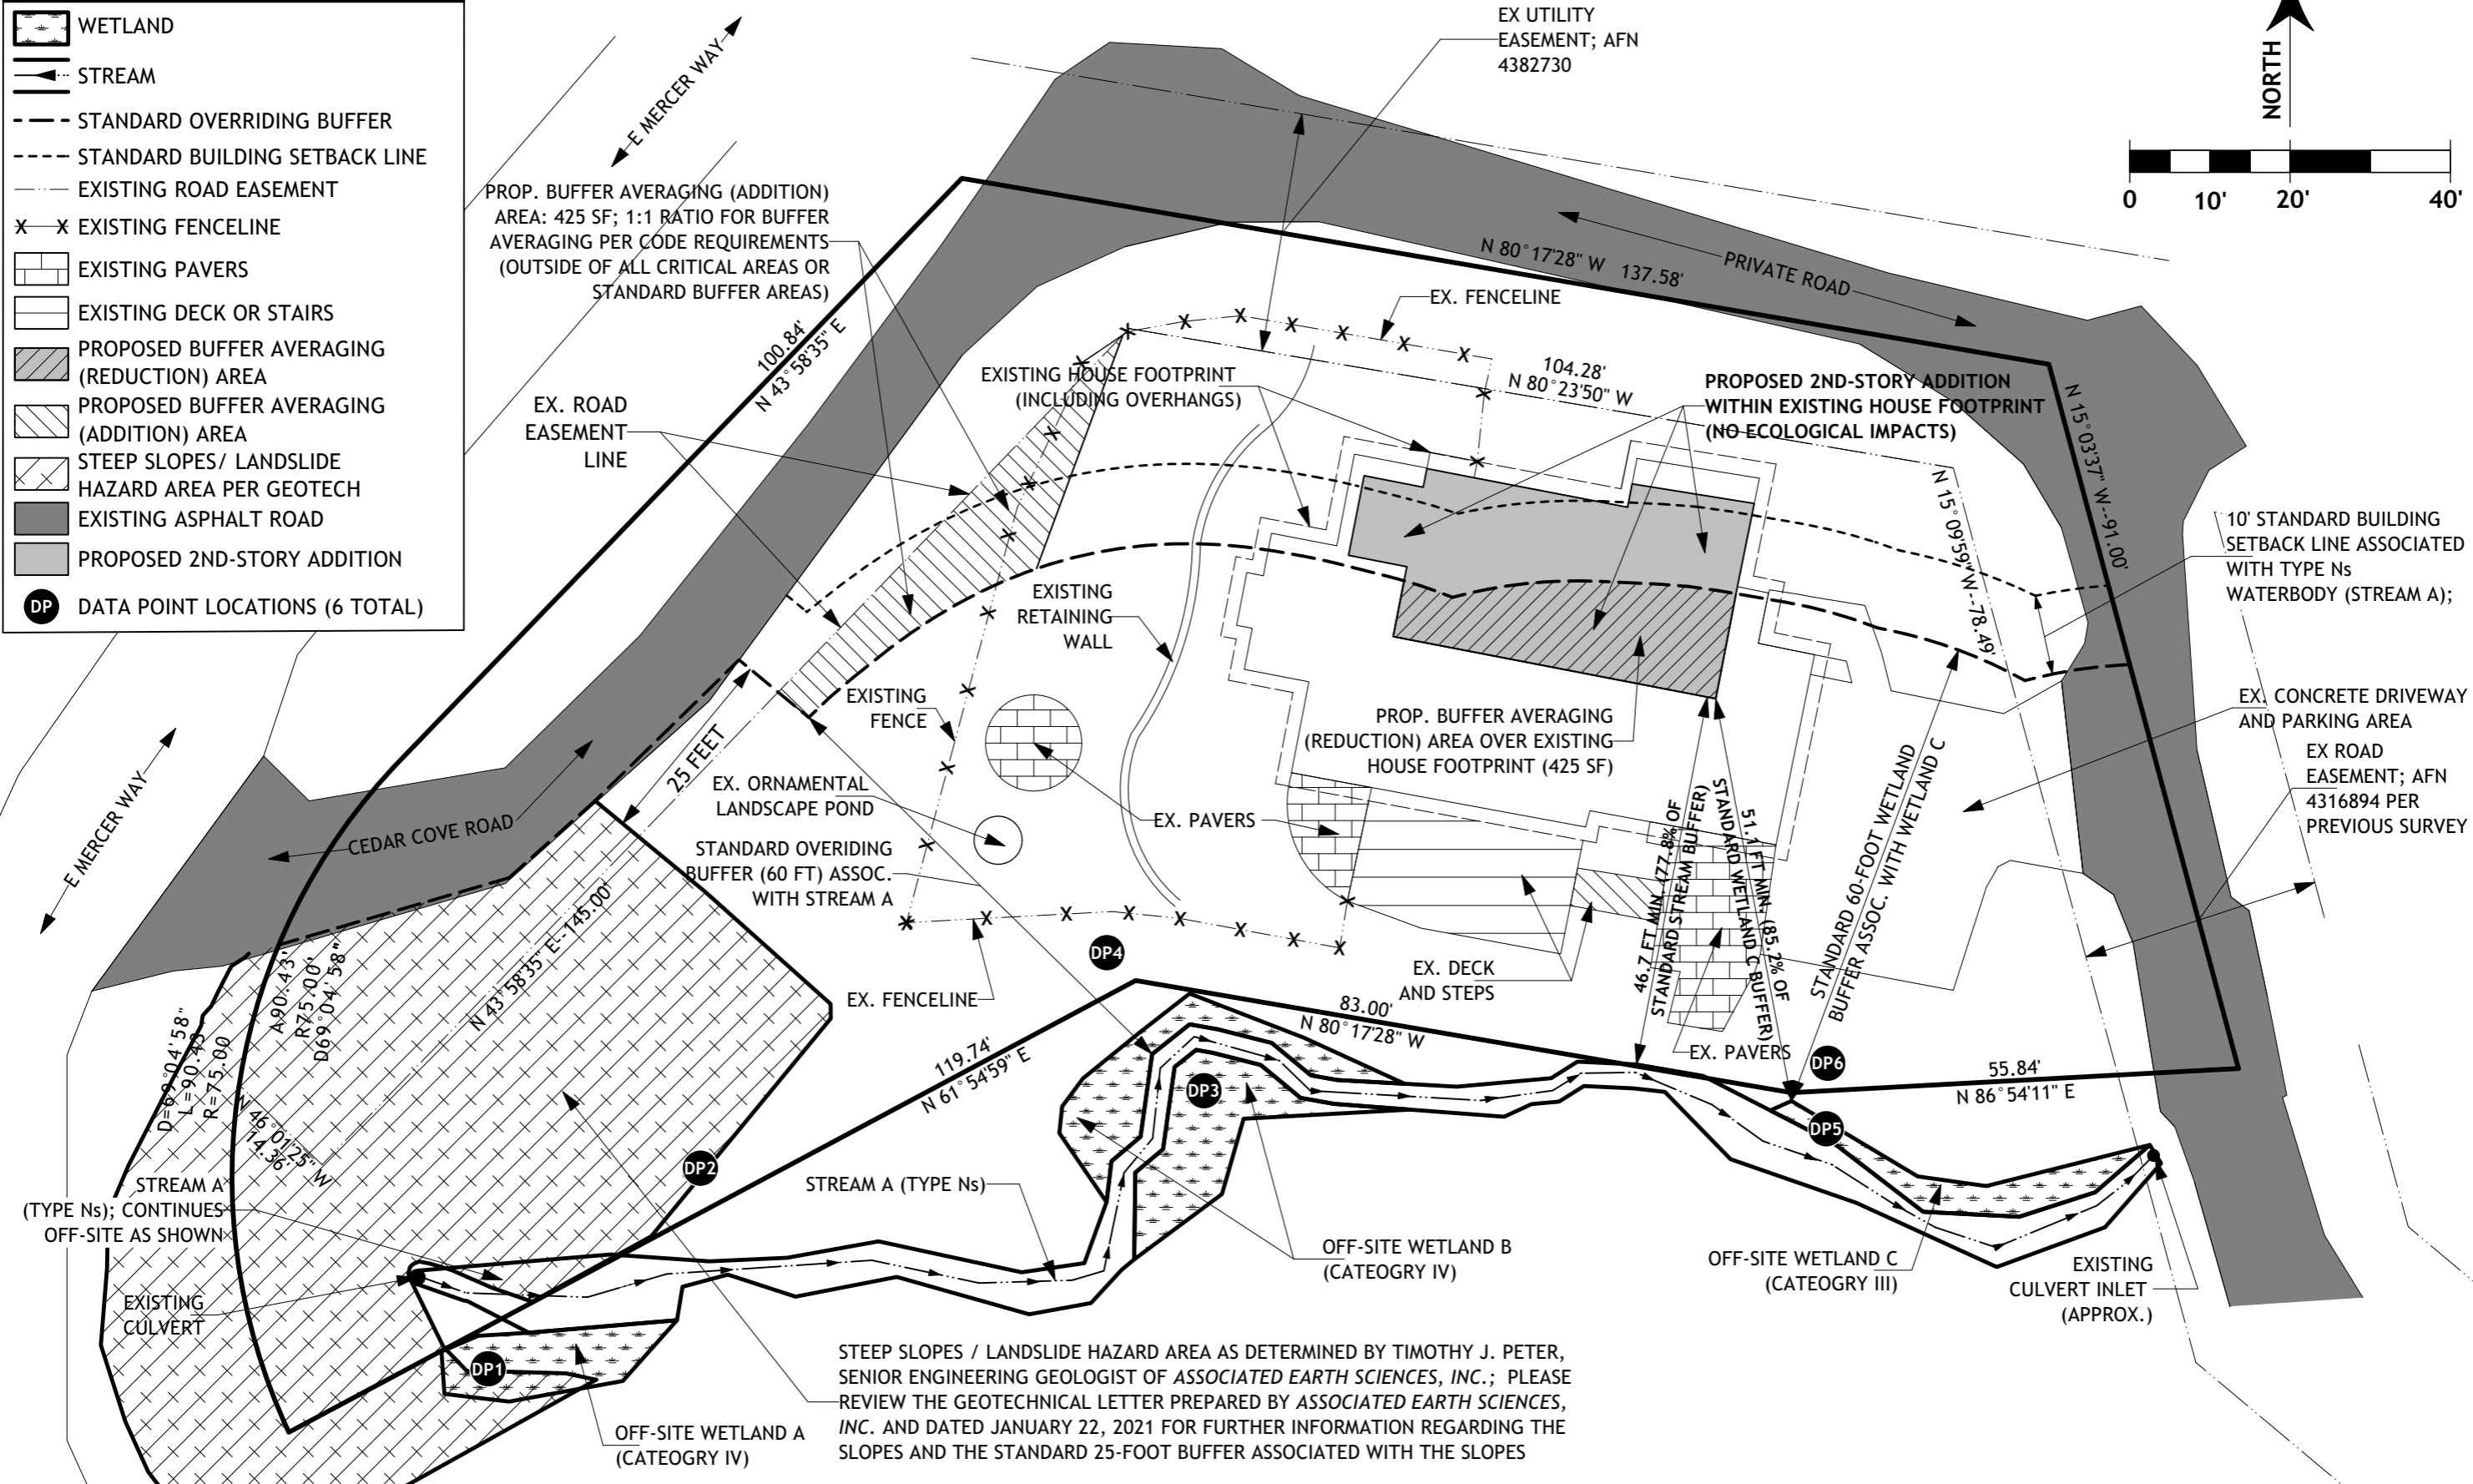 WETLAND
STREAM
STANDARD OVERRIDING BUFFER
STANDARD BUILDING SETBACK LINE
EXISTING ROAD EASEMENT
X X EXISTING FENCELINE
EXISTING PAVERS
EXISTING DECK OR STAIRS
PROPOSED BUFFER AVERAGING
(REDUCTION) AREA
PROPOSED BUFFER AVERAGING
(ADDITION) AREA
STEEP SLOPES/ LANDSLIDE
HAZARD AREA PER GEOTECH
EXISTING ASPHALT ROAD
PROPOSED 2ND-STORY ADDITION
DP DATA POINT LOCATIONS (6 TOTAL)
E MERCER WAY
EX UTILITY
EASEMENT; AFN
4382730
NORTH
0 10' 20' 40'
PROP. BUFFER AVERAGING (ADDITION)
AREA: 425 SF; 1:1 RATIO FOR BUFFER
AVERAGING PER CODE REQUIREMENTS
(OUTSIDE OF ALL CRITICAL AREAS OR
STANDARD BUFFER AREAS)
N 80°17'28" W 137.58'
PRIVATE ROAD
EX. FENCELINE
100.84'
N 43°58'35" E
EXISTING HOUSE FOOTPRINT
(INCLUDING OVERHANGS)
104.28'
N 80°23'50" W
PROPOSED 2ND-STORY ADDITION
WITHIN EXISTING HOUSE FOOTPRINT
(NO ECOLOGICAL IMPACTS)
N 15°03'37" W--91.00'
N 15°09'59" W--78.49'
EX. ROAD
EASEMENT
LINE
10' STANDARD BUILDING
SETBACK LINE ASSOCIATED
WITH TYPE Ns
WATERBODY (STREAM A);
EXISTING
RETAINING
WALL
EXISTING
FENCE
25 FEET
EX. CONCRETE DRIVEWAY
AND PARKING AREA
EX ROAD
EASEMENT; AFN
4316894 PER
PREVIOUS SURVEY
PROP. BUFFER AVERAGING
(REDUCTION) AREA OVER EXISTING
HOUSE FOOTPRINT (425 SF)
EX. ORNAMENTAL
LANDSCAPE POND
EX. PAVERS
E MERCER WAY
CEDAR COVE ROAD
STANDARD OVERIDING
BUFFER (60 FT) ASSOC.
WITH STREAM A
46.7 FT MIN. (77.8% OF
STANDARD STREAM BUFFER)
51.1 FT MIN. (85.2% OF
STANDARD WETLAND C BUFFER)
STANDARD 60-FOOT WETLAND
BUFFER ASSOC. WITH WETLAND C
N 43°58'35" E--145.00'
A90.43'
R75.00'
D69°04'58"
D=69°04'58"
L=90.43
R=75.00
N 46°01'25" W
14.36'
DP4
EX. FENCELINE
EX. DECK
AND STEPS
EX. PAVERS
83.00'
N 80°17'28" W
119.74'
N 61°54'59" E
DP6
55.84'
N 86°54'11" E
DP3
DP5
DP2
STREAM A
(TYPE Ns); CONTINUES
OFF-SITE AS SHOWN
STREAM A (TYPE Ns)
EXISTING
CULVERT
OFF-SITE WETLAND B
(CATEOGRY IV)
OFF-SITE WETLAND C
(CATEOGRY III)
EXISTING
CULVERT INLET
(APPROX.)
DP1
OFF-SITE WETLAND A
(CATEOGRY IV)
STEEP SLOPES / LANDSLIDE HAZARD AREA AS DETERMINED BY TIMOTHY J. PETER,
SENIOR ENGINEERING GEOLOGIST OF ASSOCIATED EARTH SCIENCES, INC.; PLEASE
REVIEW THE GEOTECHNICAL LETTER PREPARED BY ASSOCIATED EARTH SCIENCES,
INC. AND DATED JANUARY 22, 2021 FOR FURTHER INFORMATION REGARDING THE
SLOPES AND THE STANDARD 25-FOOT BUFFER ASSOCIATED WITH THE SLOPES